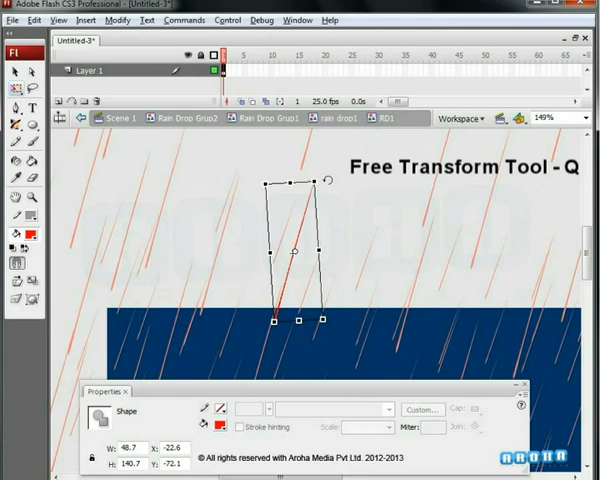 Adobe Flash CS3 Professional - [Untitled-3*]
File Edit View Insert Modify Text Commands Control Debug Window Help
Fl
Untitled-3*
Layer 1
5 10 15 20 25 30 35 40 45 50 55 60 65
1 25.0 fps 0.0s
Scene 1 Rain Drop Grup2 Rain Drop Grup1 rain drop1 RD1 Workspace 149%
Free Transform Tool - Q
Properties ×
Shape
Custom...
Cap:
Stroke hinting
Scale:
Miter:
Join:
W: 48.7 X: -22.6
H: 140.7 Y: -72.1
© All rights reserved with Aroha Media Pvt Ltd. 2012-2013
AROHA